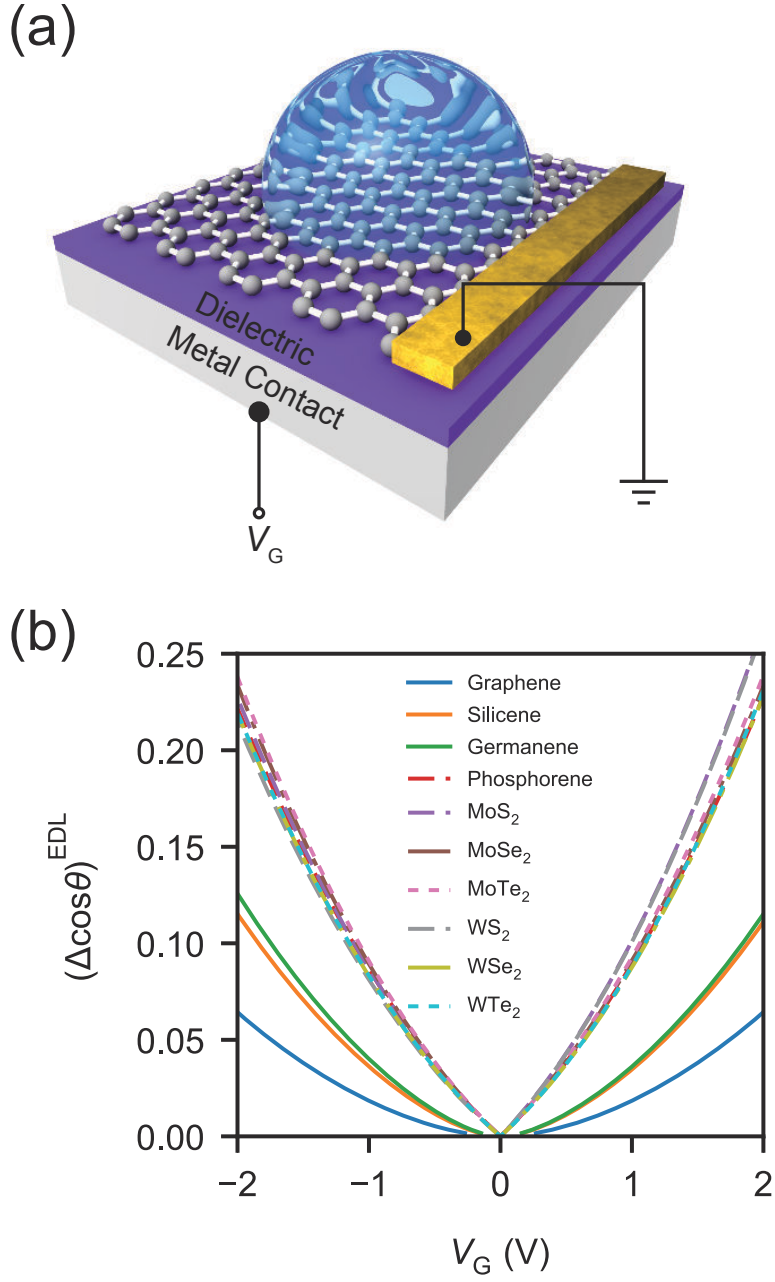 (a)
Dielectric
Metal Contact
V_G
(b)
0.25
0.20
0.15
0.10
0.05
0.00
(Δcosθ)^EDL
Graphene
Silicene
Germanene
Phosphorene
MoS₂
MoSe₂
MoTe₂
WS₂
WSe₂
WTe₂
−2 −1 0 1 2
V_G (V)